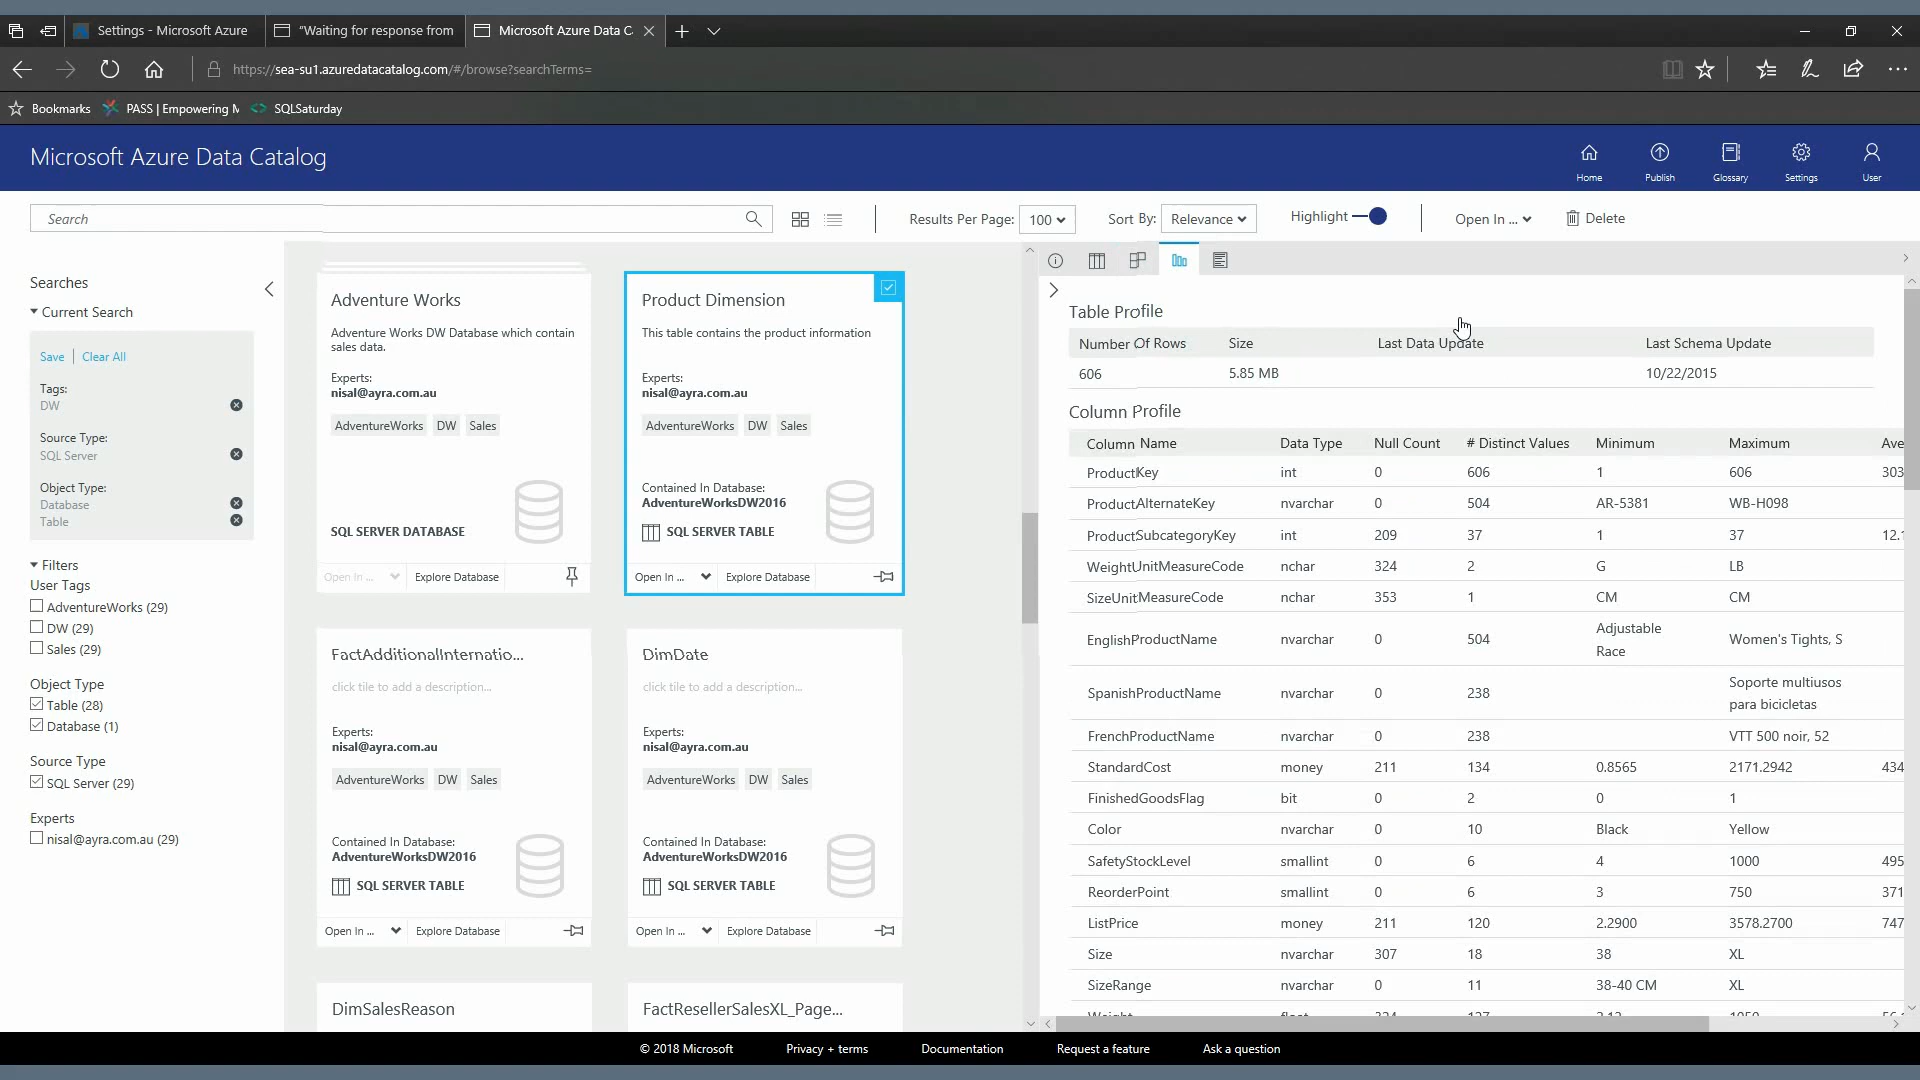 Settings - Microsoft Azure
"Waiting for response from
Microsoft Azure Data C
https://sea-su1.azuredatacatalog.com/#/browse?searchTerms=
Bookmarks
PASS | Empowering M
SQLSaturday
Microsoft Azure Data Catalog
Home
Publish
Glossary
Settings
User
Search
Results Per Page:
100
Sort By:
Relevance
Highlight
Open In ...
Delete
Searches
Current Search
Save
Clear All
Tags:
DW
Source Type:
SQL Server
Object Type:
Database
Table
Filters
User Tags
AdventureWorks (29)
DW (29)
Sales (29)
Object Type
Table (28)
Database (1)
Source Type
SQL Server (29)
Experts
nisal@ayra.com.au (29)
Adventure Works
Adventure Works DW Database which contain
sales data.
Experts:
nisal@ayra.com.au
AdventureWorks DW Sales
SQL SERVER DATABASE
Open In ... Explore Database
Product Dimension
This table contains the product information
Experts:
nisal@ayra.com.au
AdventureWorks DW Sales
Contained In Database:
AdventureWorksDW2016
SQL SERVER TABLE
Open In ... Explore Database
FactAdditionalInternatio...
click tile to add a description...
Experts:
nisal@ayra.com.au
AdventureWorks DW Sales
Contained In Database:
AdventureWorksDW2016
SQL SERVER TABLE
Open In ... Explore Database
DimDate
click tile to add a description...
Experts:
nisal@ayra.com.au
AdventureWorks DW Sales
Contained In Database:
AdventureWorksDW2016
SQL SERVER TABLE
Open In ... Explore Database
DimSalesReason
FactResellerSalesXL_Page...
Table Profile
Number Of Rows Size Last Data Update Last Schema Update
606 5.85 MB 10/22/2015
Column Profile
Column Name Data Type Null Count # Distinct Values Minimum Maximum Ave
ProductKey int 0 606 1 606 303
ProductAlternateKey nvarchar 0 504 AR-5381 WB-H098
ProductSubcategoryKey int 209 37 1 37 12.1
WeightUnitMeasureCode nchar 324 2 G LB
SizeUnitMeasureCode nchar 353 1 CM CM
EnglishProductName nvarchar 0 504 Adjustable Race Women's Tights, S
SpanishProductName nvarchar 0 238 Soporte multiusos para bicicletas
FrenchProductName nvarchar 0 238 VTT 500 noir, 52
StandardCost money 211 134 0.8565 2171.2942 434
FinishedGoodsFlag bit 0 2 0 1
Color nvarchar 0 10 Black Yellow
SafetyStockLevel smallint 0 6 4 1000 495
ReorderPoint smallint 0 6 3 750 371
ListPrice money 211 120 2.2900 3578.2700 747
Size nvarchar 307 18 38 XL
SizeRange nvarchar 0 11 38-40 CM XL
© 2018 Microsoft
Privacy + terms
Documentation
Request a feature
Ask a question